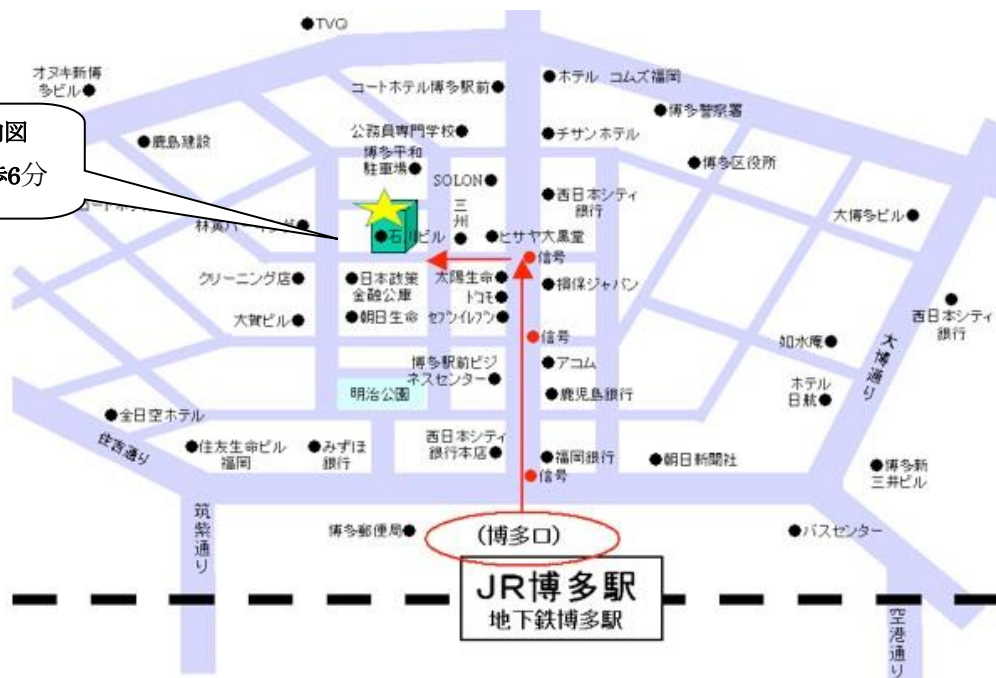 TVQ
オヌキ新博
多ビル
コートホテル博多駅前
ホテル コムズ福岡
博多警察署
内図
歩6分
鹿島建設
公務員専門学校
チサンホテル
博多平和
駐車場
博多区役所
SOLON
西日本シティ
銀行
三州
大博多ビル
石川ビル
ヒサヤ大黒堂
信号
クリーニング店
日本政策
金融公庫
太陽生命
損保ジャパン
ドコモ
大賀ビル
朝日生命
セブンイレブン
西日本シティ
銀行
信号
如水庵
大博通り
博多駅前ビジ
ネスセンター
アコム
明治公園
鹿児島銀行
ホテル
日航
全日空ホテル
住吉通り
住友生命ビル
福岡
みずほ
銀行
西日本シティ
銀行本店
福岡銀行
朝日新聞社
博多新
三井ビル
信号
筑紫通り
博多郵便局
(博多口)
バスセンター
JR博多駅
地下鉄博多駅
空港通り